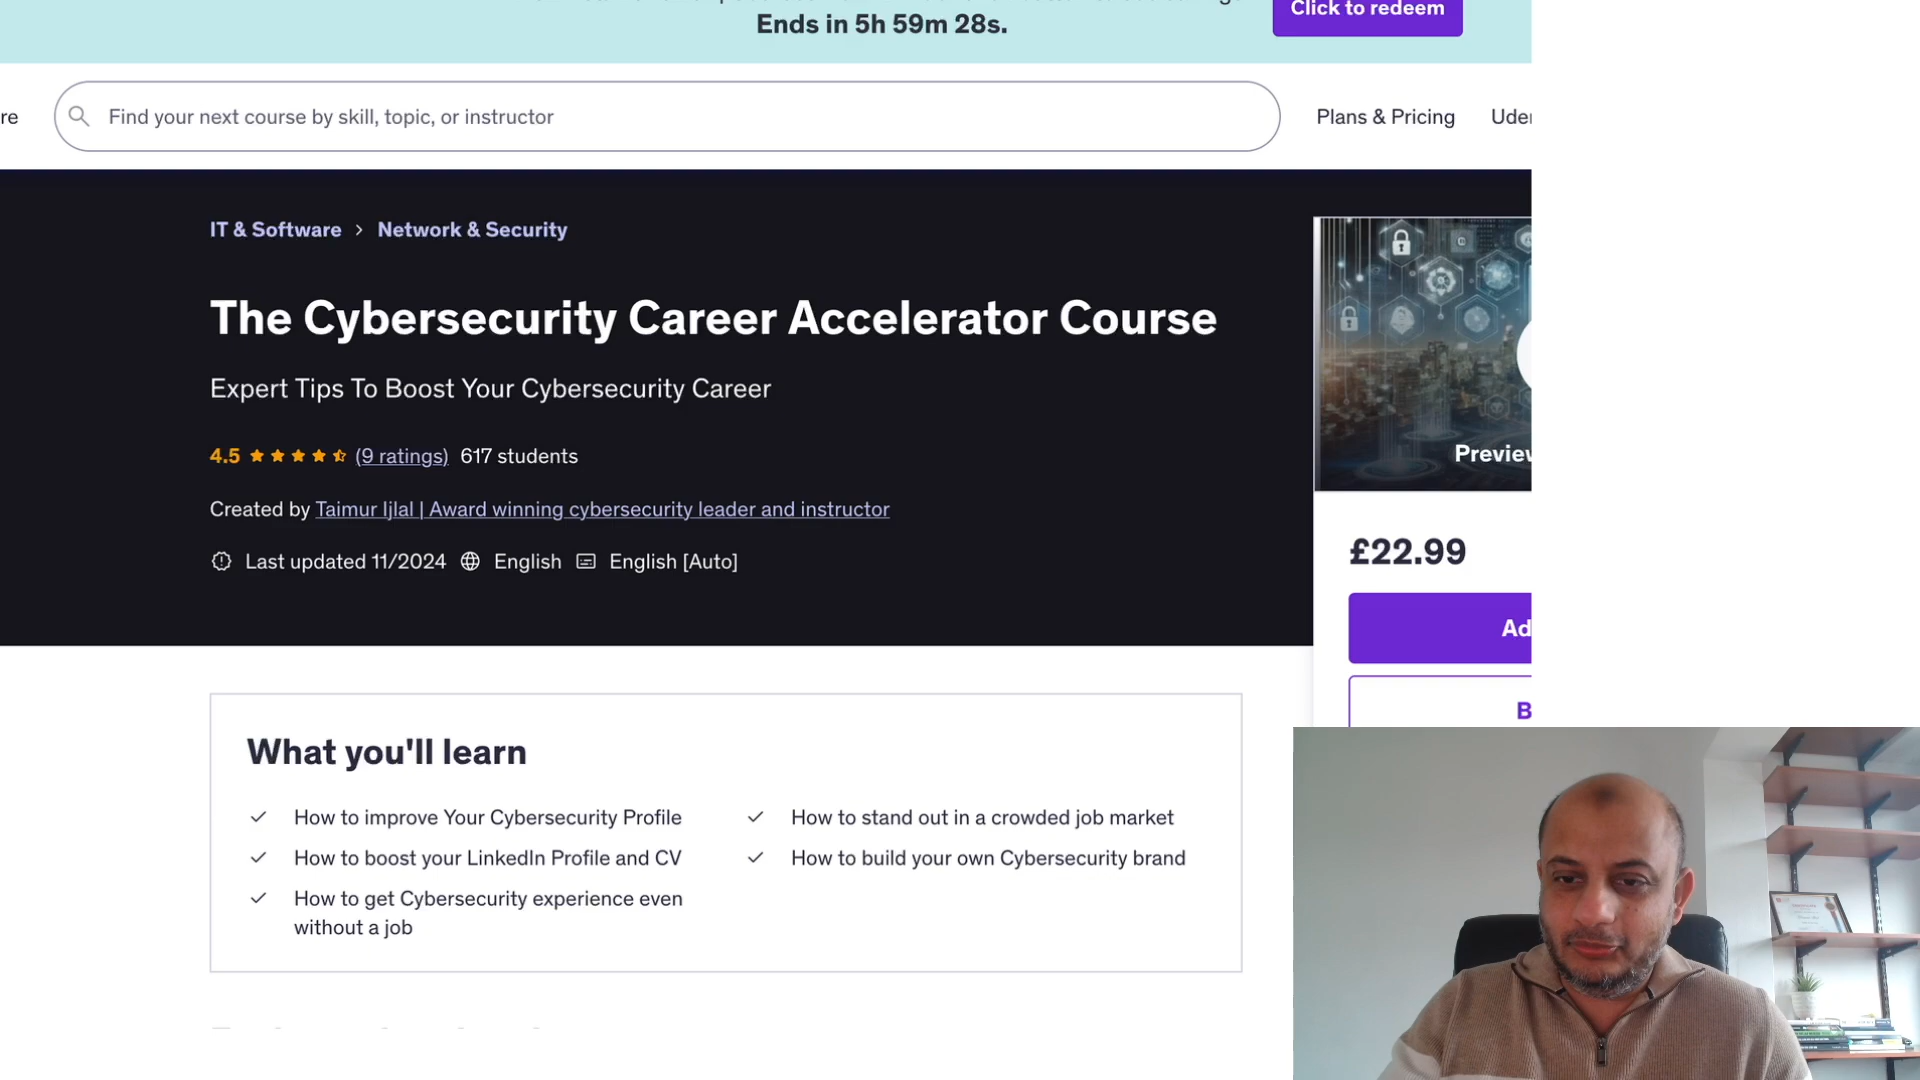 Ends in 5h 59m 28s.
Click to redeem
re
Find your next course by skill, topic, or instructor
Plans & Pricing
Uder
IT & Software > Network & Security
The Cybersecurity Career Accelerator Course
Expert Tips To Boost Your Cybersecurity Career
4.5 (9 ratings) 617 students
Created by Taimur Ijlal | Award winning cybersecurity leader and instructor
Last updated 11/2024 English English [Auto]
Preview
£22.99
Ad
B
What you'll learn
How to improve Your Cybersecurity Profile
How to stand out in a crowded job market
How to boost your LinkedIn Profile and CV
How to build your own Cybersecurity brand
How to get Cybersecurity experience even
without a job